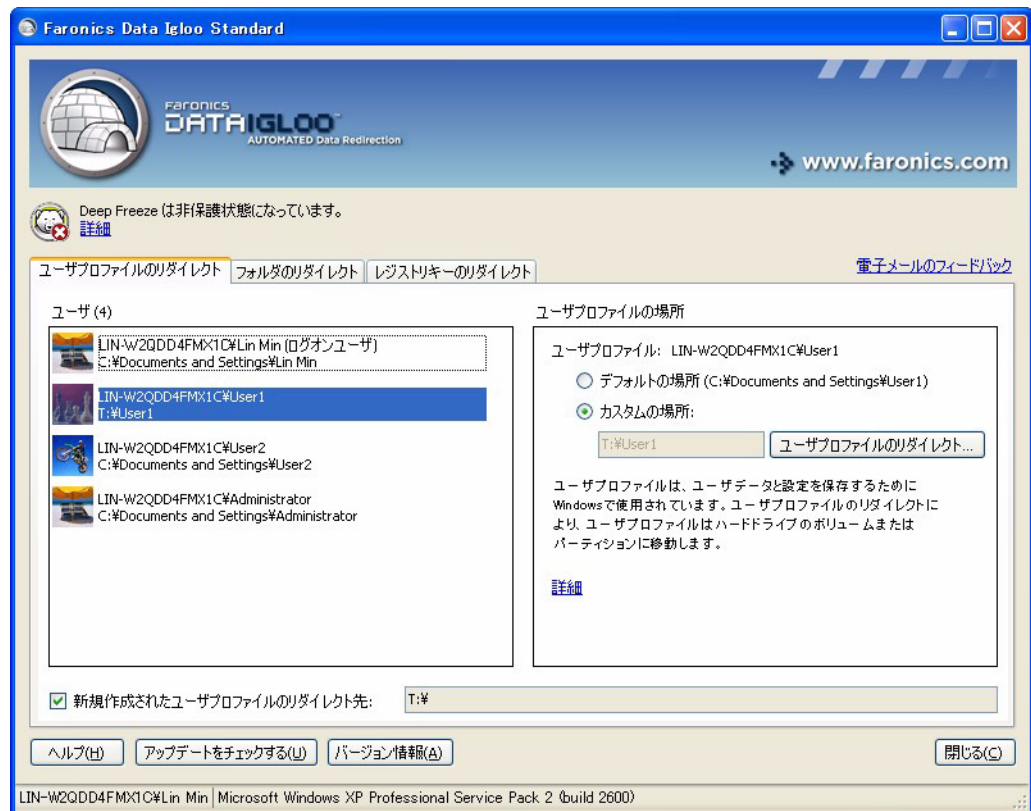 Faronics Data Igloo Standard
Faronics
DATAIGLOO™
AUTOMATED Data Redirection
www.faronics.com
Deep Freeze は非保護状態になっています。
詳細
ユーザプロファイルのリダイレクト フォルダのリダイレクト レジストリキーのリダイレクト 電子メールのフィードバック
ユーザ (4)
LIN-W2QDD4FMX1C¥Lin Min (ログオンユーザ)
C:¥Documents and Settings¥Lin Min
LIN-W2QDD4FMX1C¥User1
T:¥User1
LIN-W2QDD4FMX1C¥User2
C:¥Documents and Settings¥User2
LIN-W2QDD4FMX1C¥Administrator
C:¥Documents and Settings¥Administrator
ユーザプロファイルの場所
ユーザプロファイル: LIN-W2QDD4FMX1C¥User1
デフォルトの場所 (C:¥Documents and Settings¥User1)
カスタムの場所:
T:¥User1 ユーザプロファイルのリダイレクト...
ユーザプロファイルは、ユーザデータと設定を保存するために
Windowsで使用されています。ユーザプロファイルのリダイレクトに
より、ユーザプロファイルはハードドライブのボリュームまたは
パーティションに移動します。
詳細
新規作成されたユーザプロファイルのリダイレクト先: T:¥
ヘルプ(H) アップデートをチェックする(U) バージョン情報(A) 閉じる(C)
LIN-W2QDD4FMX1C¥Lin Min Microsoft Windows XP Professional Service Pack 2 (build 2600)